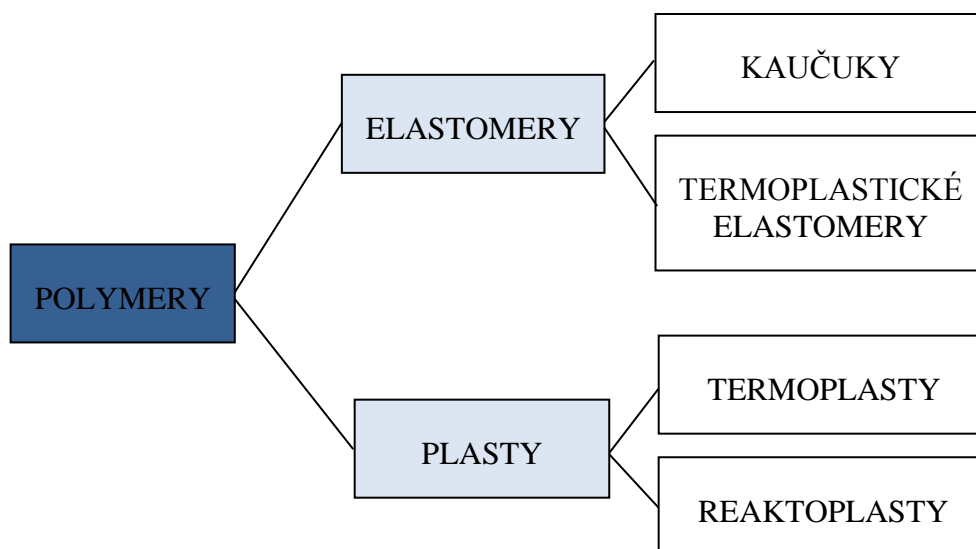 KAUČUKY
ELASTOMERY
TERMOPLASTICKÉ
ELASTOMERY
POLYMERY
TERMOPLASTY
PLASTY
REAKTOPLASTY